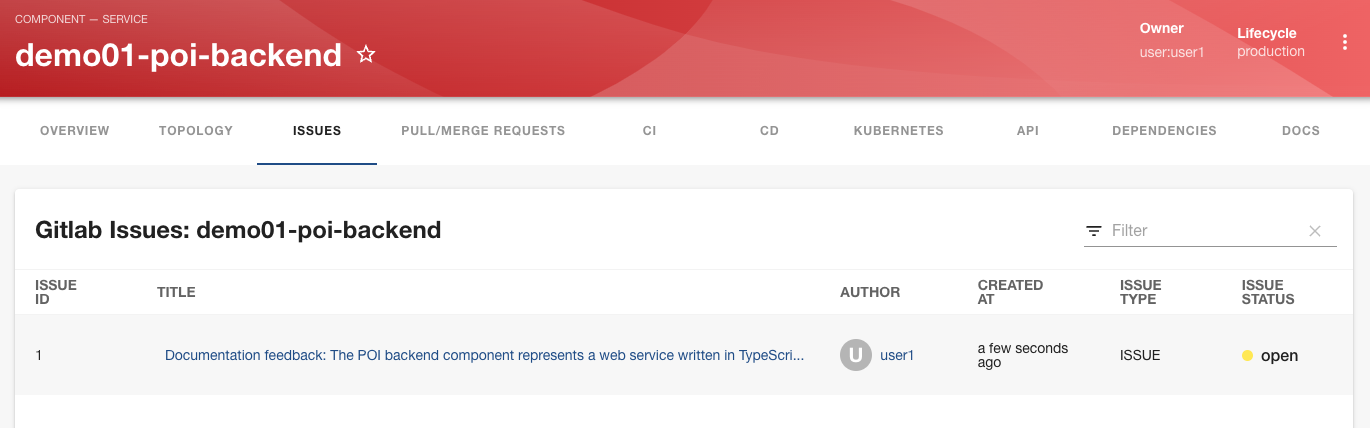 COMPONENT — SERVICE
demo01-poi-backend
Owner
user:user1
Lifecycle
production
OVERVIEW TOPOLOGY ISSUES PULL/MERGE REQUESTS CI CD KUBERNETES API DEPENDENCIES DOCS
Gitlab Issues: demo01-poi-backend
Filter
ISSUE
ID
TITLE
AUTHOR
CREATED
AT
ISSUE
TYPE
ISSUE
STATUS
1
Documentation feedback: The POI backend component represents a web service written in TypeScri...
U
user1
a few seconds
ago
ISSUE
open